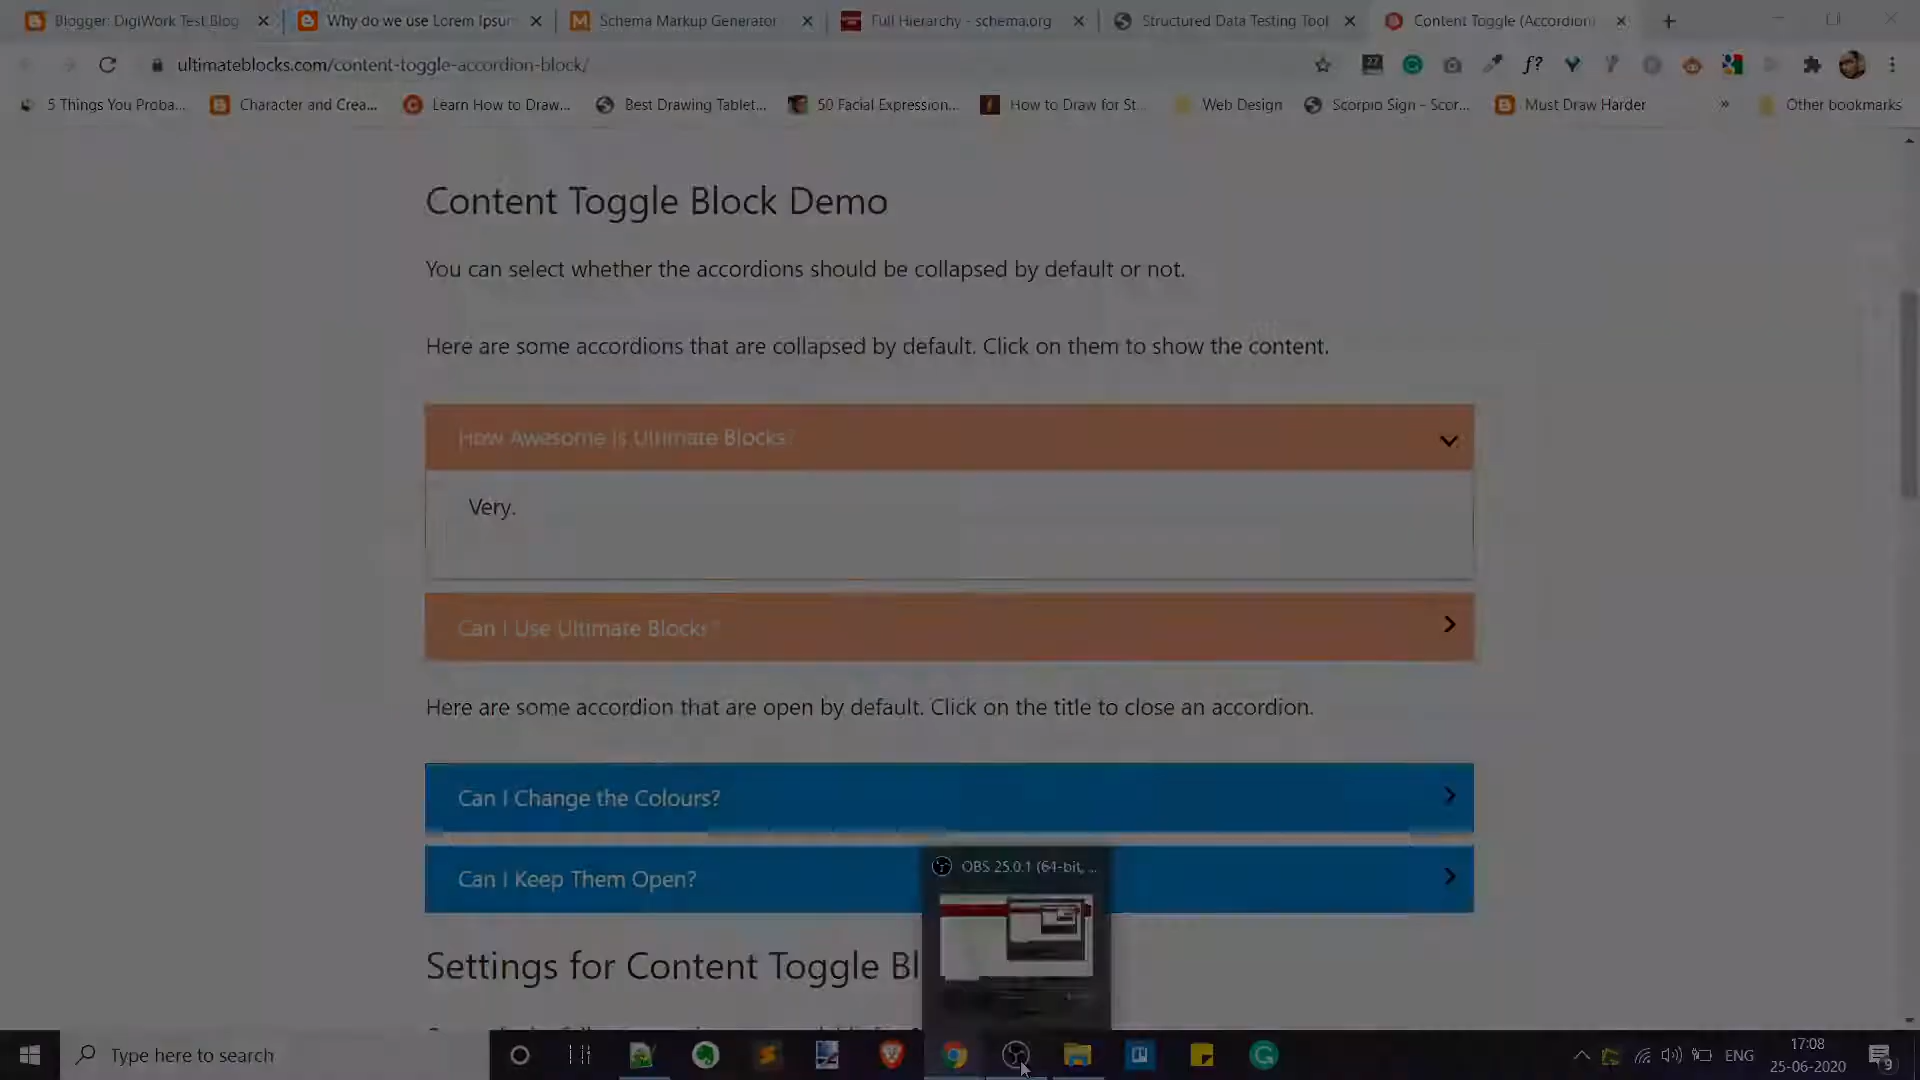 Blogger: DigiWork Test Blog
Why do we use Lorem Ipsum
Schema Markup Generator
Full Hierarchy - schema.org
Structured Data Testing Tool
Content Toggle (Accordion
ultimateblocks.com/content-toggle-accordion-block/
27
f?
5 Things You Proba...
Character and Crea...
Learn How to Draw...
Best Drawing Tablet...
50 Facial Expression...
How to Draw for St...
Web Design
Scorpio Sign - Scor...
Must Draw Harder
»
Other bookmarks
Content Toggle Block Demo
You can select whether the accordions should be collapsed by default or not.
Here are some accordions that are collapsed by default. Click on them to show the content.
How Awesome is Ultimate Blocks?
Very.
Can I Use Ultimate Blocks?
Here are some accordion that are open by default. Click on the title to close an accordion.
Can I Change the Colours?
Can I Keep Them Open?
OBS 25.0.1 (64-bit, ...
Settings for Content Toggle Bl
Type here to search
ENG
17:08
25-06-2020
9